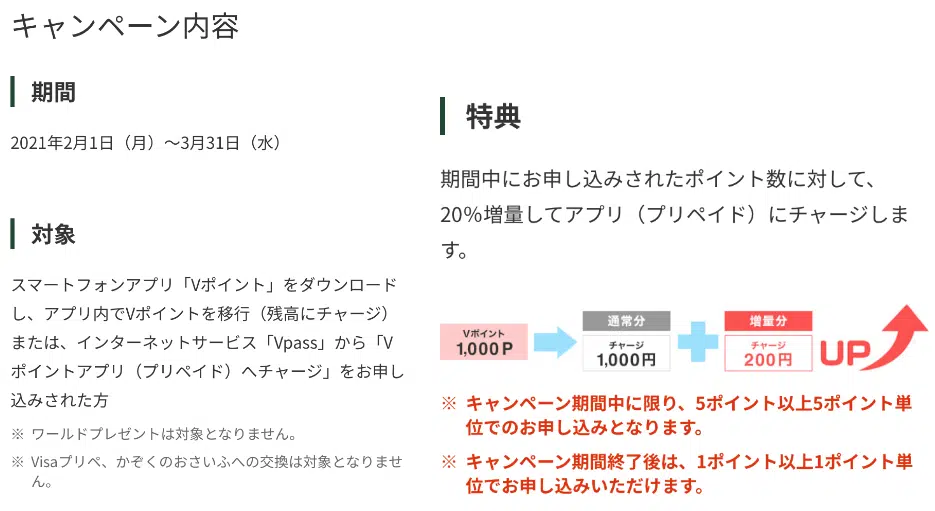 キャンペーン内容
期間
2021年2月1日（月）〜3月31日（水）
対象
スマートフォンアプリ「Vポイント」をダウンロード
し、アプリ内でVポイントを移行（残高にチャージ）
または、インターネットサービス「Vpass」から「V
ポイントアプリ（プリペイド）へチャージ」をお申し
込みされた方
※ ワールドプレゼントは対象となりません。
※ Visaプリペ、かぞくのおさいふへの交換は対象となりませ
ん。
特典
期間中にお申し込みされたポイント数に対して、
20％増量してアプリ（プリペイド）にチャージしま
す。
Vポイント
1,000P
通常分
チャージ
1,000円
増量分
チャージ
200円
UP
※ キャンペーン期間中に限り、5ポイント以上5ポイント単
位でのお申し込みとなります。
※ キャンペーン期間終了後は、1ポイント以上1ポイント単
位でお申し込みいただけます。